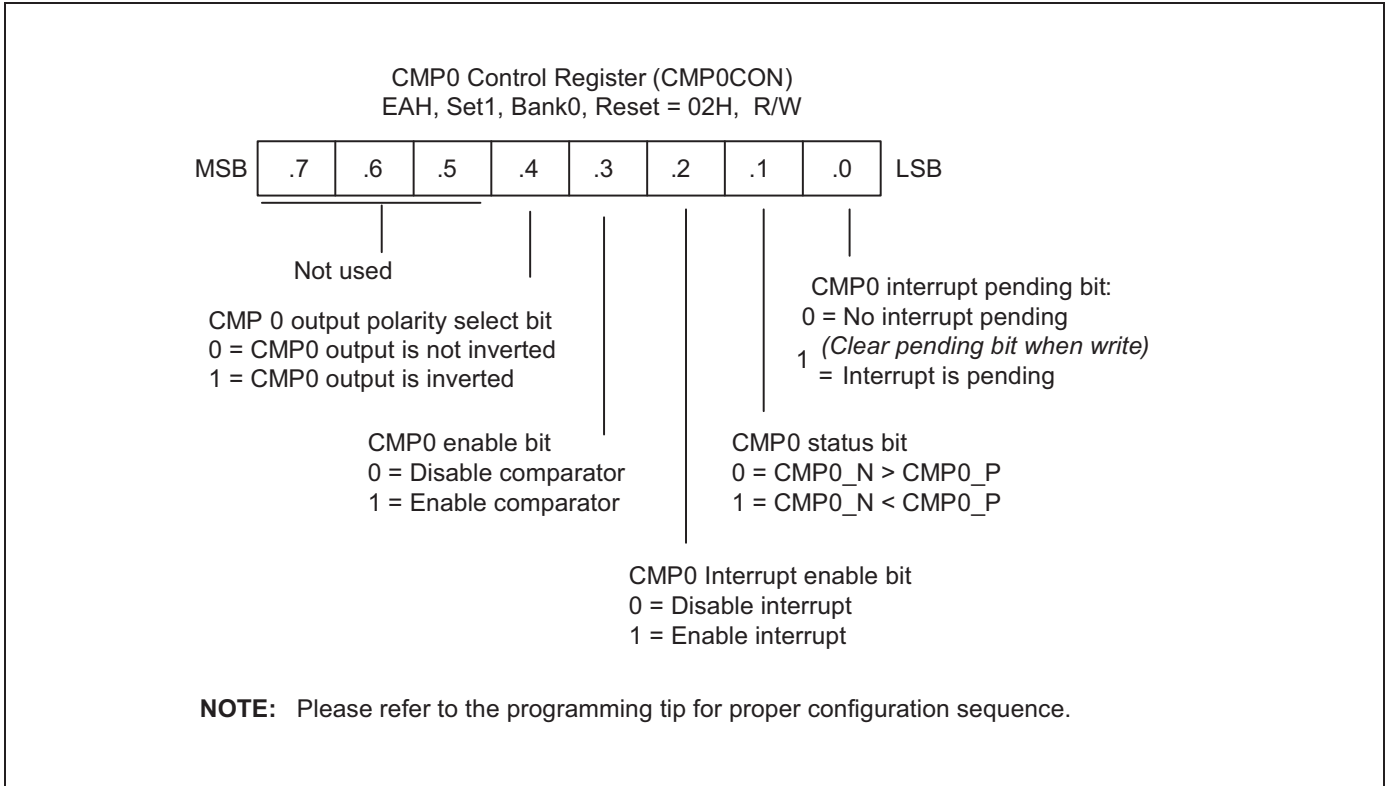 CMP0 Control Register (CMP0CON)
EAH, Set1, Bank0, Reset = 02H, R/W
MSB .7 .6 .5 .4 .3 .2 .1 .0 LSB
Not used
CMP 0 output polarity select bit
0 = CMP0 output is not inverted
1 = CMP0 output is inverted
CMP0 interrupt pending bit:
0 = No interrupt pending
(Clear pending bit when write)
1
= Interrupt is pending
CMP0 enable bit
0 = Disable comparator
1 = Enable comparator
CMP0 status bit
0 = CMP0_N > CMP0_P
1 = CMP0_N < CMP0_P
CMP0 Interrupt enable bit
0 = Disable interrupt
1 = Enable interrupt
NOTE: Please refer to the programming tip for proper configuration sequence.